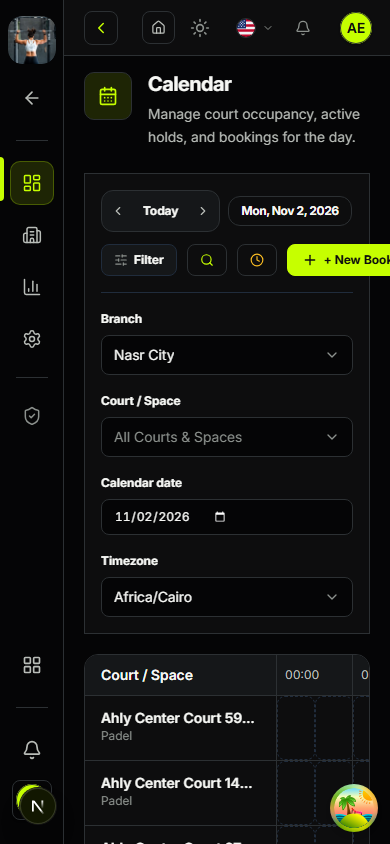 AE
Calendar
Manage court occupancy, active
holds, and bookings for the day.
Today
Mon, Nov 2, 2026
Filter
+ New Book
Branch
Nasr City
Court / Space
All Courts & Spaces
Calendar date
11/02/2026
Timezone
Africa/Cairo
Court / Space
00:00
0
Ahly Center Court 59...
Padel
Ahly Center Court 14...
Padel
N